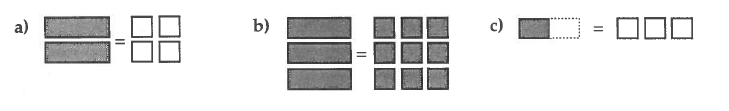 a) = b) = c) =